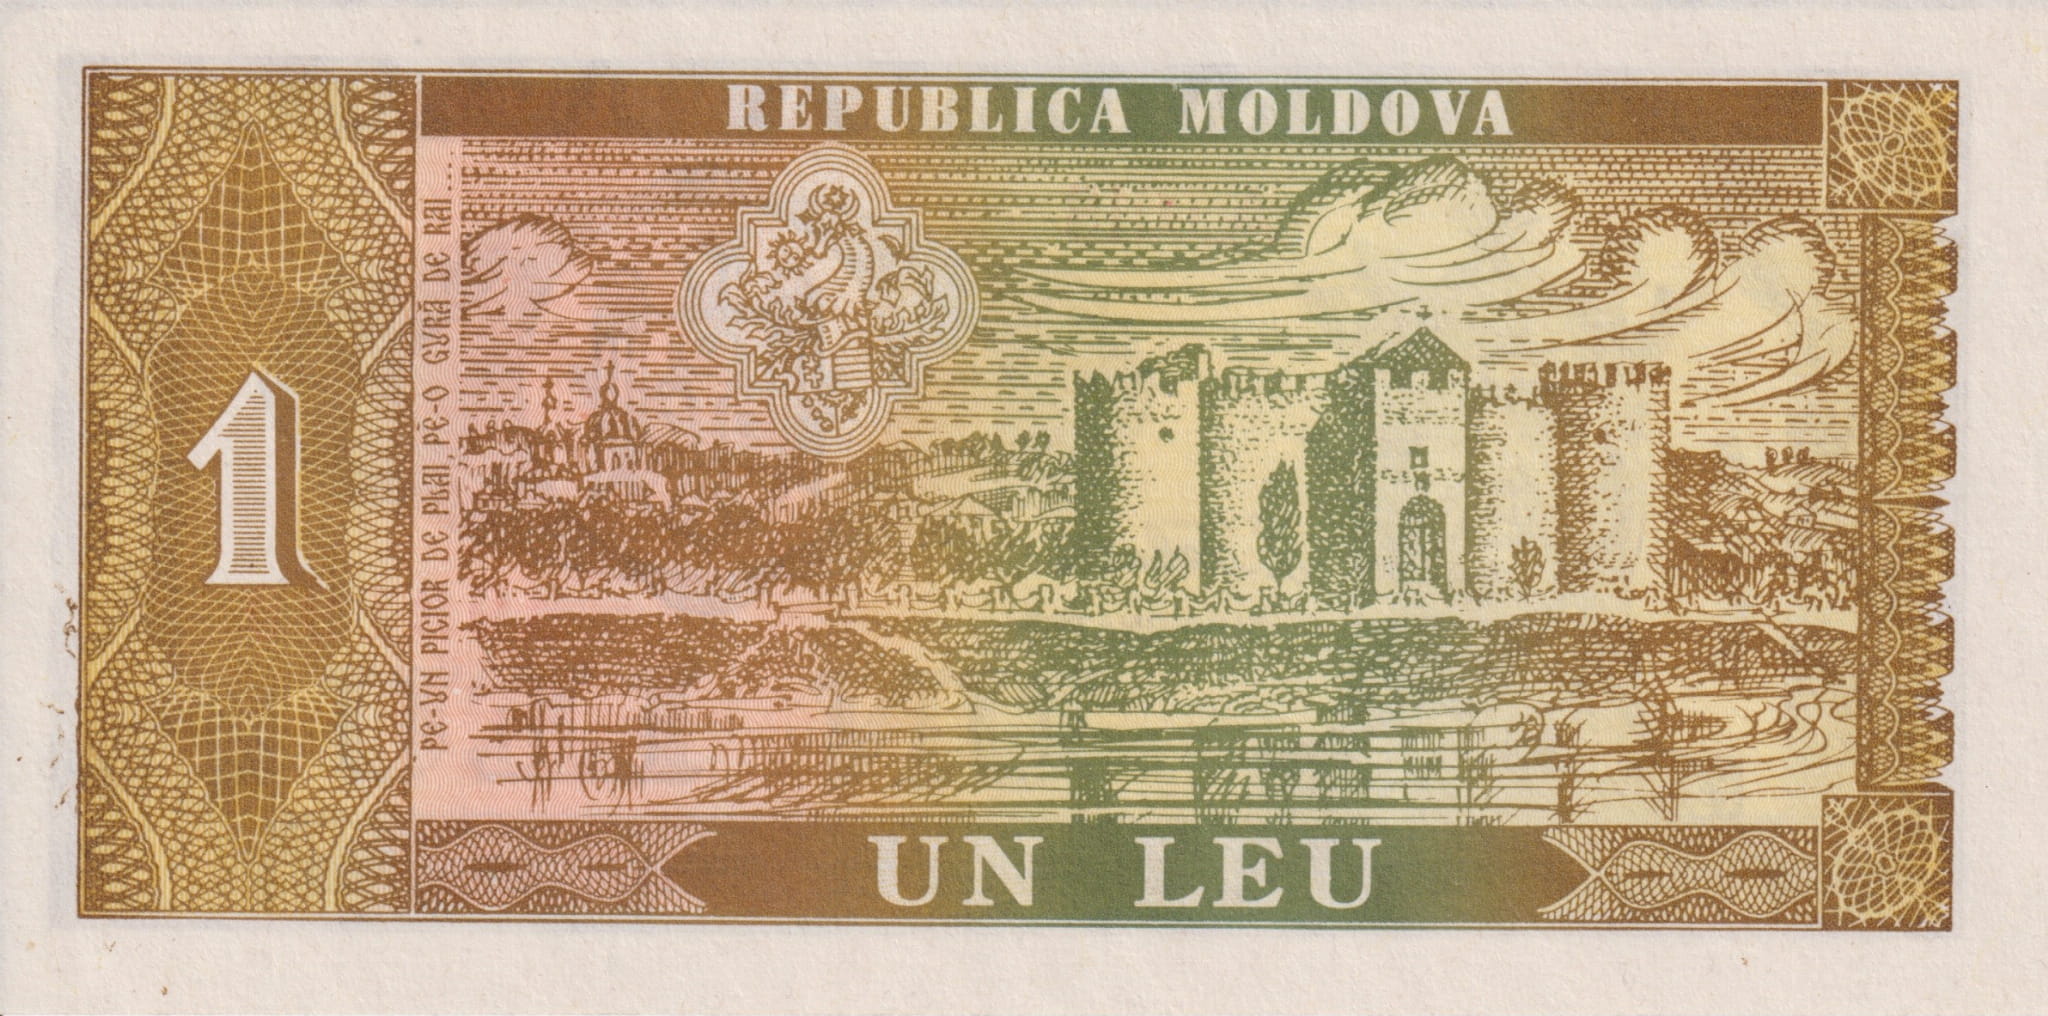 REPUBLICA MOLDOVA
1
PE-UN PICIOR DE PLAI PE-O GURĂ DE RAI ...
UN LEU